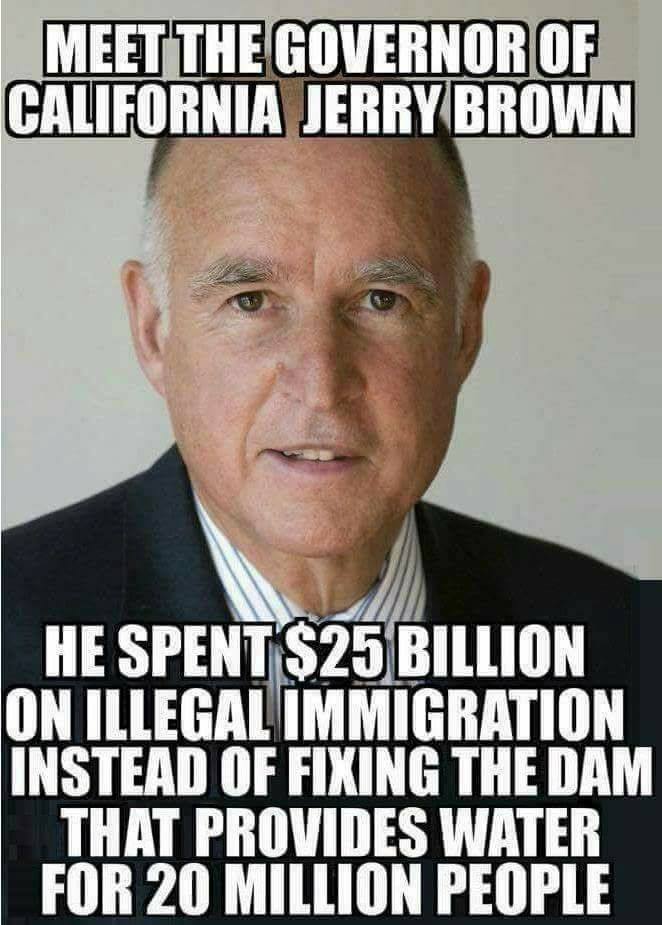 MEET THE GOVERNOR OF
CALIFORNIA JERRY BROWN
HE SPENT $25 BILLION
ON ILLEGAL IMMIGRATION
INSTEAD OF FIXING THE DAM
THAT PROVIDES WATER
FOR 20 MILLION PEOPLE